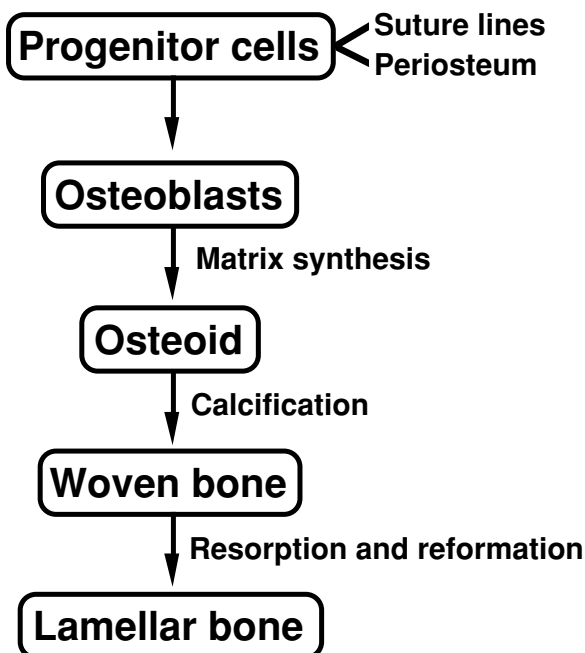 Progenitor cells
Suture lines
Periosteum
Osteoblasts
Matrix synthesis
Osteoid
Calcification
Woven bone
Resorption and reformation
Lamellar bone